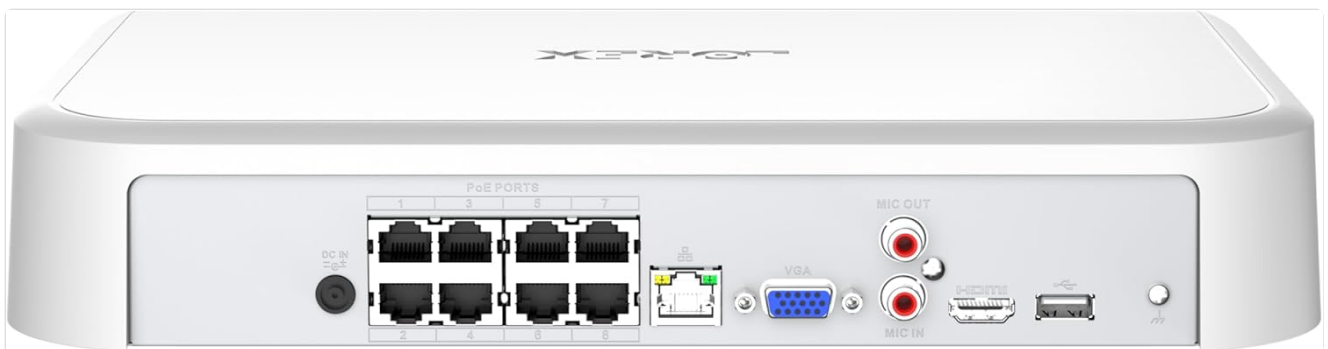 LOREX
PoE PORTS
1 3 5 7
DC IN
VGA
MIC OUT
HDMI
2 4 6 8
MIC IN